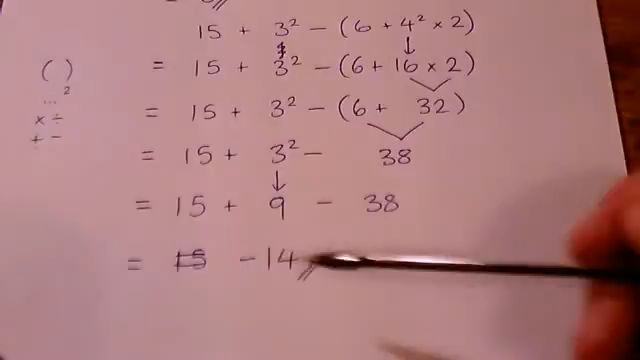 15 + 3² - (6 + 4² × 2)
= 15 + 3² - (6 + 16 × 2)
= 15 + 3² - (6 + 32)
= 15 + 3² - 38
= 15 + 9 - 38
= 15 - 14
( )
... ²
× ÷
+ -